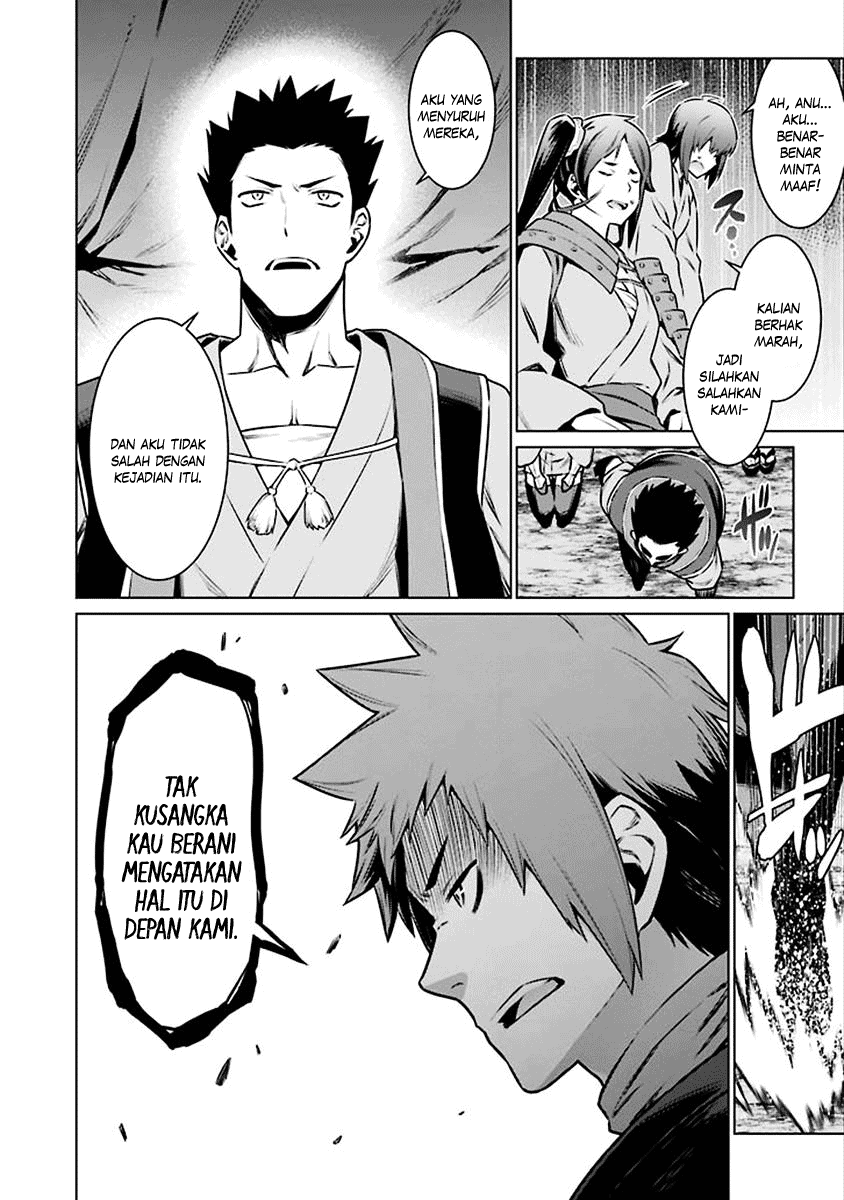 AH, ANU...
AKU...
BENAR-
BENAR
MINTA
MAAF!
KALIAN
BERHAK
MARAH,
JADI
SILAHKAN
SALAHKAN
KAMI-
AKU YANG
MENYURUH
MEREKA,
DAN AKU TIDAK
SALAH DENGAN
KEJADIAN ITU.
TAK
KUSANGKA
KAU BERANI
MENGATAKAN
HAL ITU DI
DEPAN KAMI.